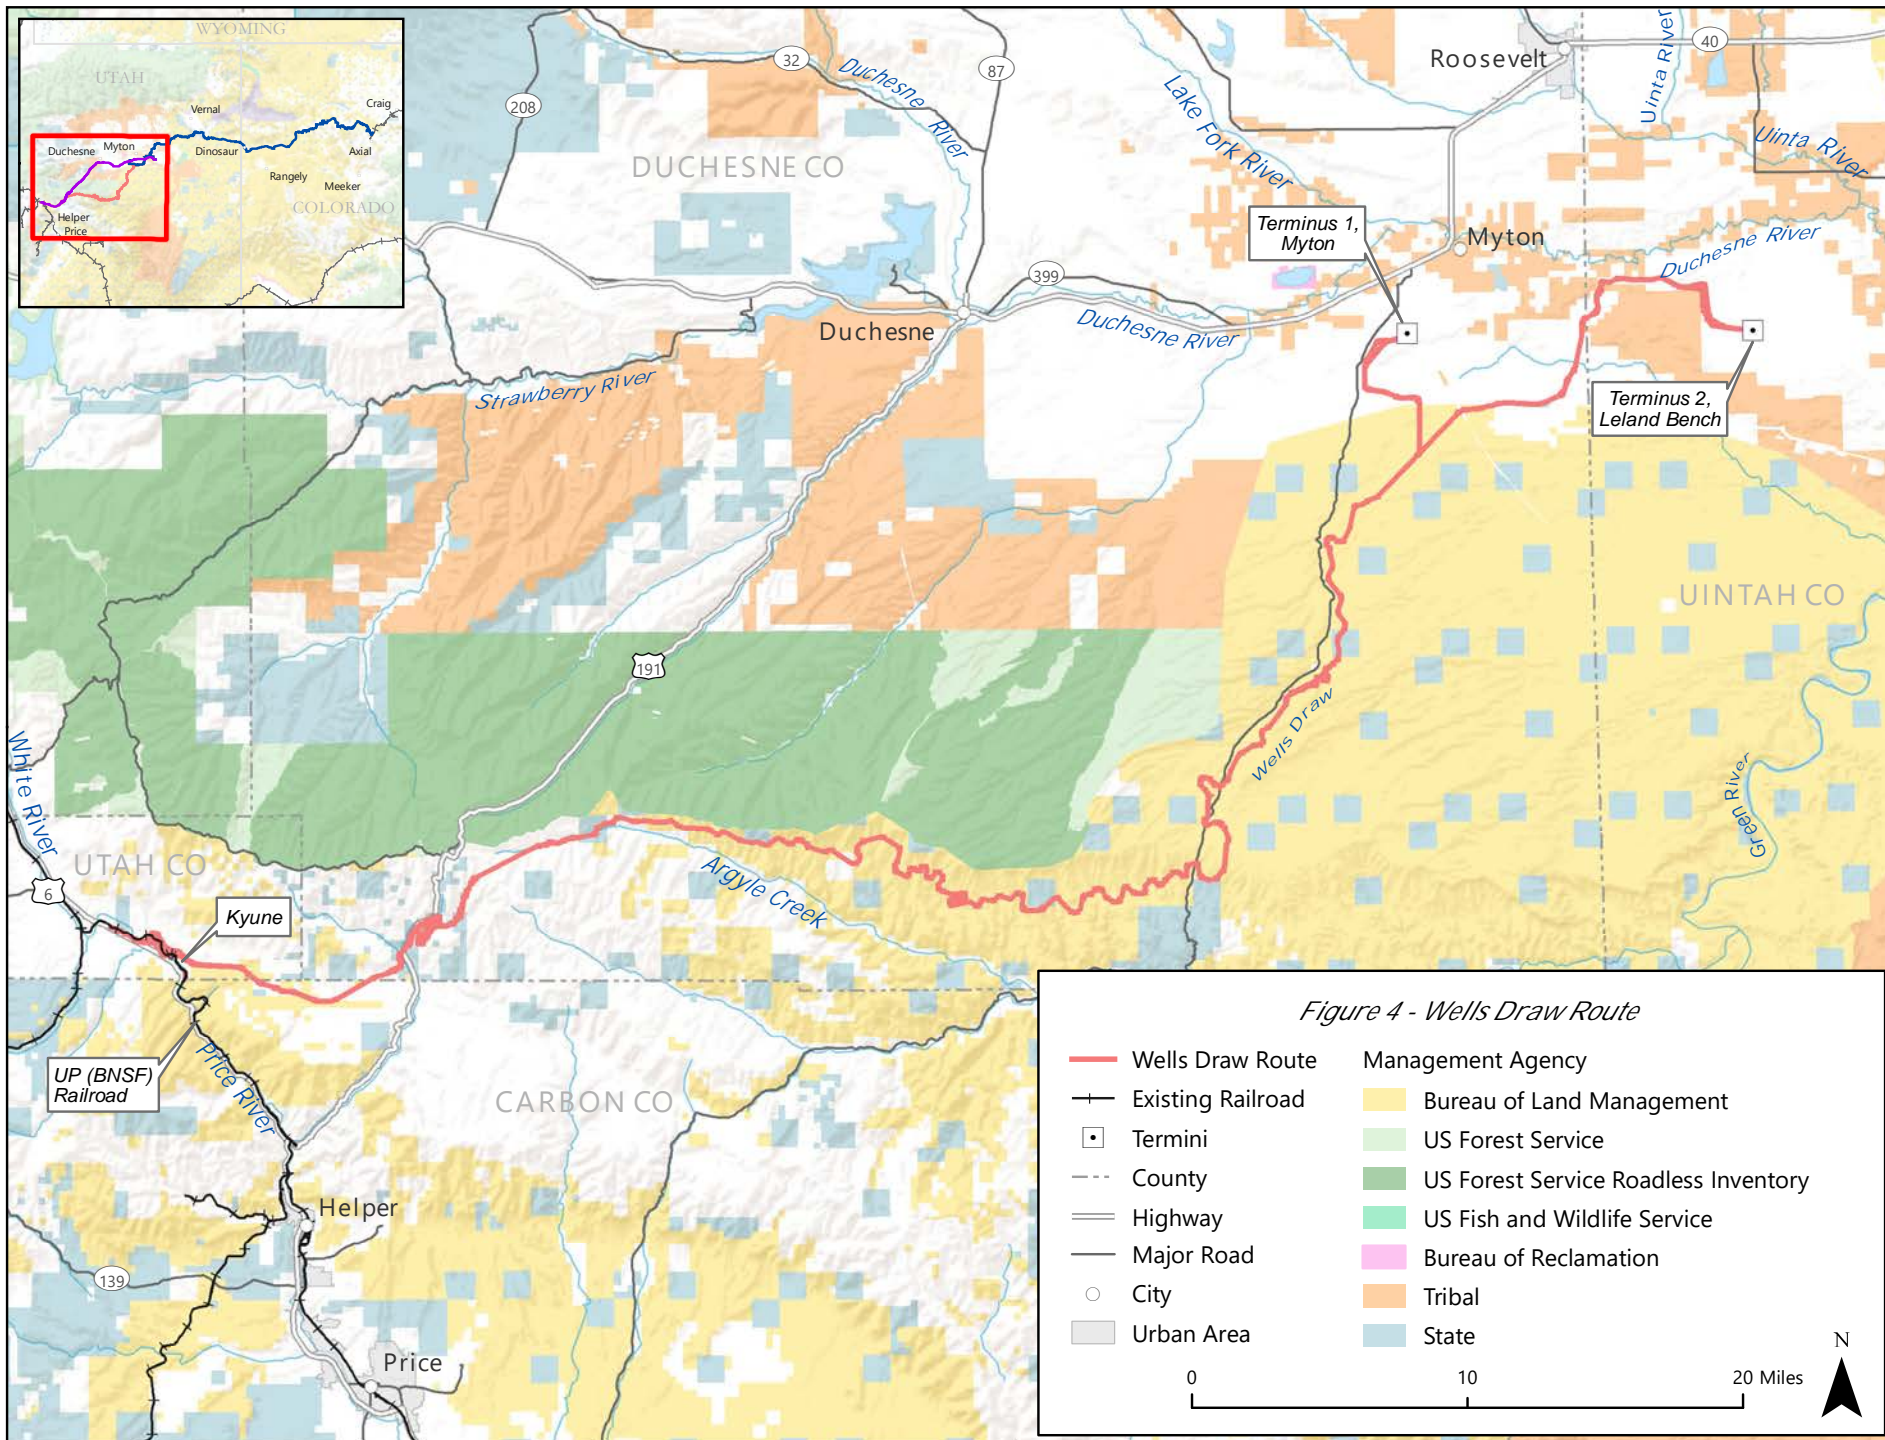 WYOMING
UTAH
Vernal
Craig
Duchesne
Myton
Dinosaur
Axial
Rangely
Meeker
COLORADO
Helper
Price
208
32
Duchesne
River
87
Roosevelt
40
Uinta River
Lake Fork River
Uinta River
DUCHESNE CO
Terminus 1,
Myton
Myton
Duchesne River
399
Duchesne
Duchesne River
Strawberry River
Terminus 2,
Leland Bench
UINTAH CO
191
Wells Draw
White River
Green River
UTAH CO
6
Argyle Creek
Kyune
UP (BNSF)
Railroad
Price River
CARBON CO
Helper
139
Price
Figure 4 - Wells Draw Route
Wells Draw Route
Existing Railroad
Termini
County
Highway
Major Road
City
Urban Area
Management Agency
Bureau of Land Management
US Forest Service
US Forest Service Roadless Inventory
US Fish and Wildlife Service
Bureau of Reclamation
Tribal
State
N
0 10 20 Miles